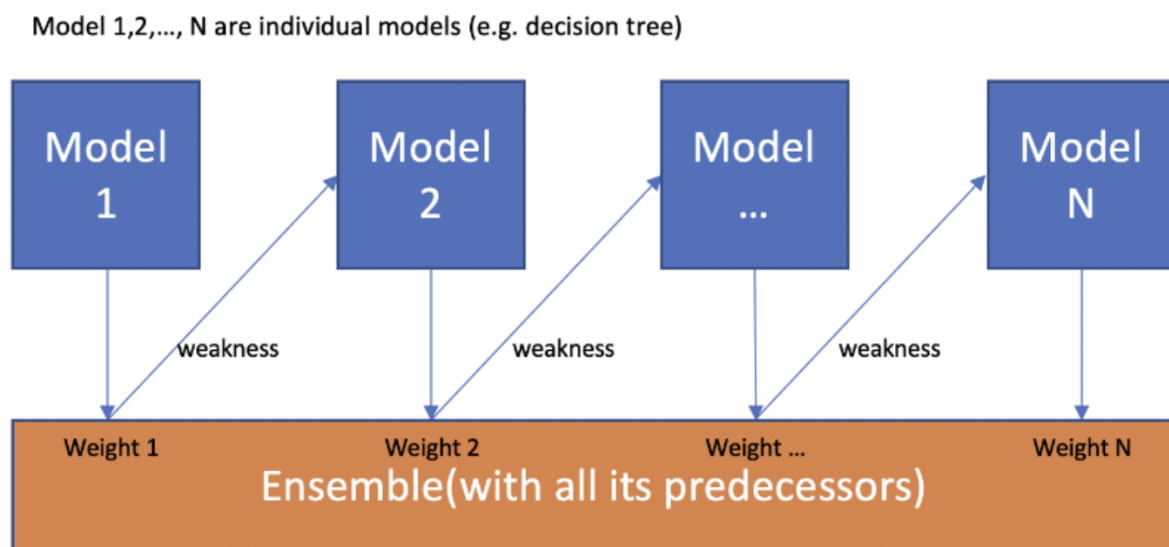 Model 1,2,..., N are individual models (e.g. decision tree)
Model
1
Model
2
Model
...
Model
N
weakness
weakness
weakness
Weight 1
Weight 2
Weight ...
Weight N
Ensemble(with all its predecessors)